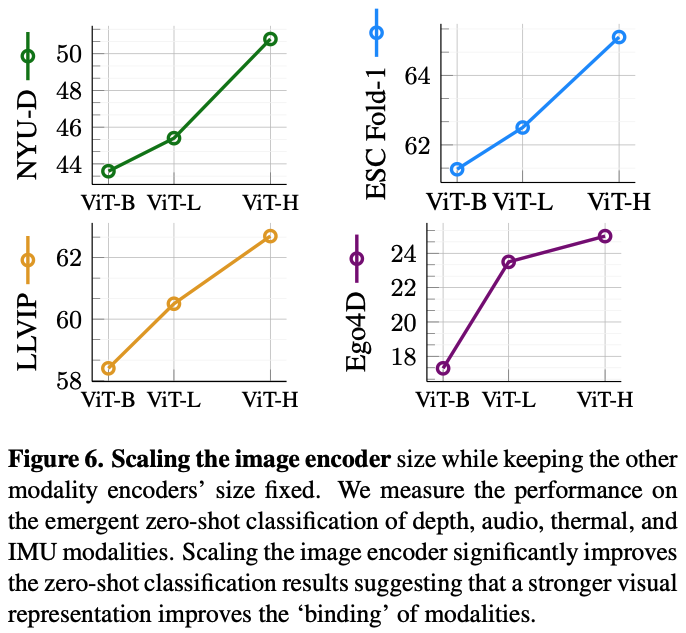 NYU-D
50
48
46
44
ViT-B ViT-L ViT-H
ESC Fold-1
64
62
ViT-B ViT-L ViT-H
LLVIP
62
60
58
ViT-B ViT-L ViT-H
Ego4D
24
22
20
18
ViT-B ViT-L ViT-H
Figure 6. Scaling the image encoder size while keeping the other
modality encoders’ size fixed. We measure the performance on
the emergent zero-shot classification of depth, audio, thermal, and
IMU modalities. Scaling the image encoder significantly improves
the zero-shot classification results suggesting that a stronger visual
representation improves the ‘binding’ of modalities.